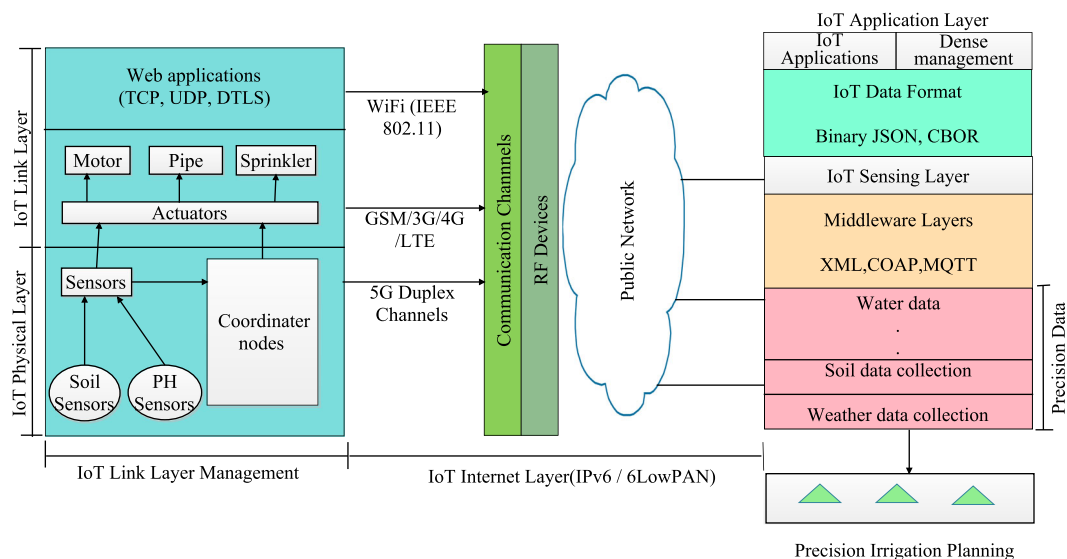 IoT Application Layer
IoT
Applications
Dense
management
IoT Data Format
Binary JSON, CBOR
IoT Sensing Layer
Middleware Layers
XML,COAP,MQTT
Water data
.
.
Soil data collection
Weather data collection
Precision Data
Precision Irrigation Planning
IoT Link Layer
IoT Physical Layer
Web applications
(TCP, UDP, DTLS)
Motor
Pipe
Sprinkler
Actuators
Sensors
Coordinater
nodes
Soil
Sensors
PH
Sensors
IoT Link Layer Management
WiFi (IEEE
802.11)
GSM/3G/4G
/LTE
5G Duplex
Channels
Communication Channnels
RF Devices
Public Network
IoT Internet Layer(IPv6 / 6LowPAN)